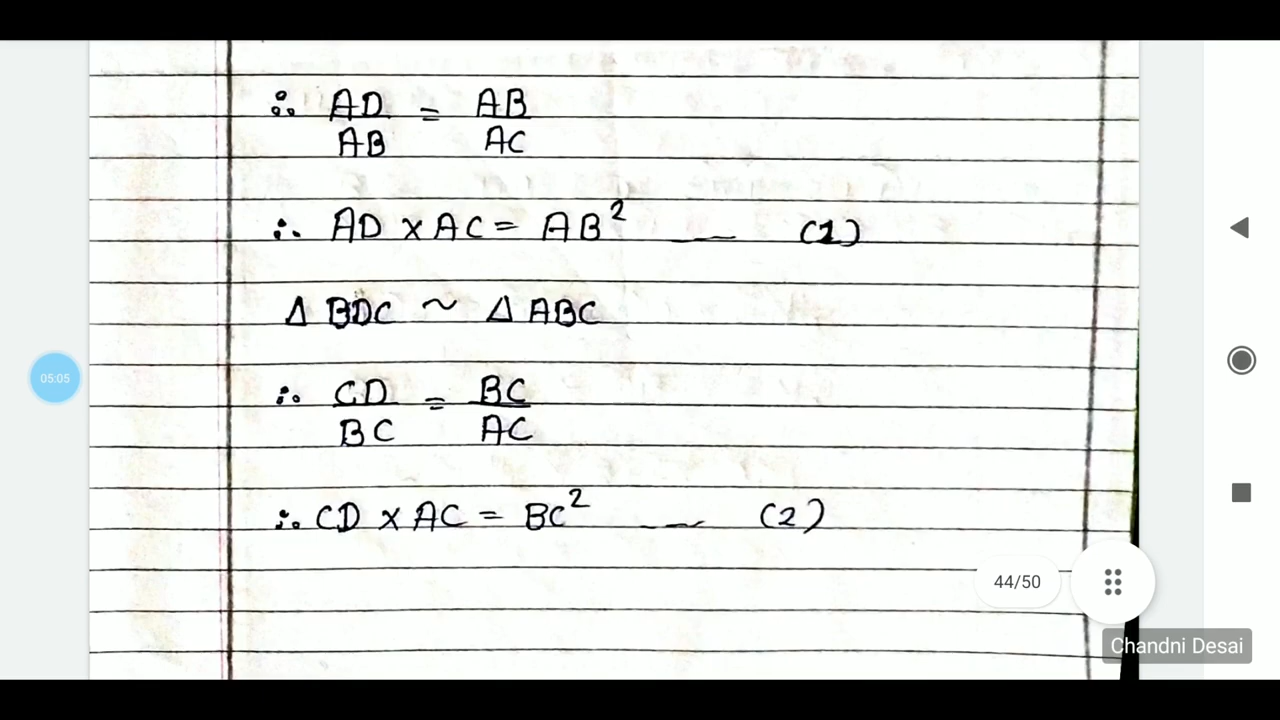 ∴ AD/AB = AB/AC
∴ AD × AC = AB² ___ (1)
Δ BDC ~ Δ ABC
∴ CD/BC = BC/AC
∴ CD × AC = BC² ___ (2)
05:05
44/50
Chandni Desai